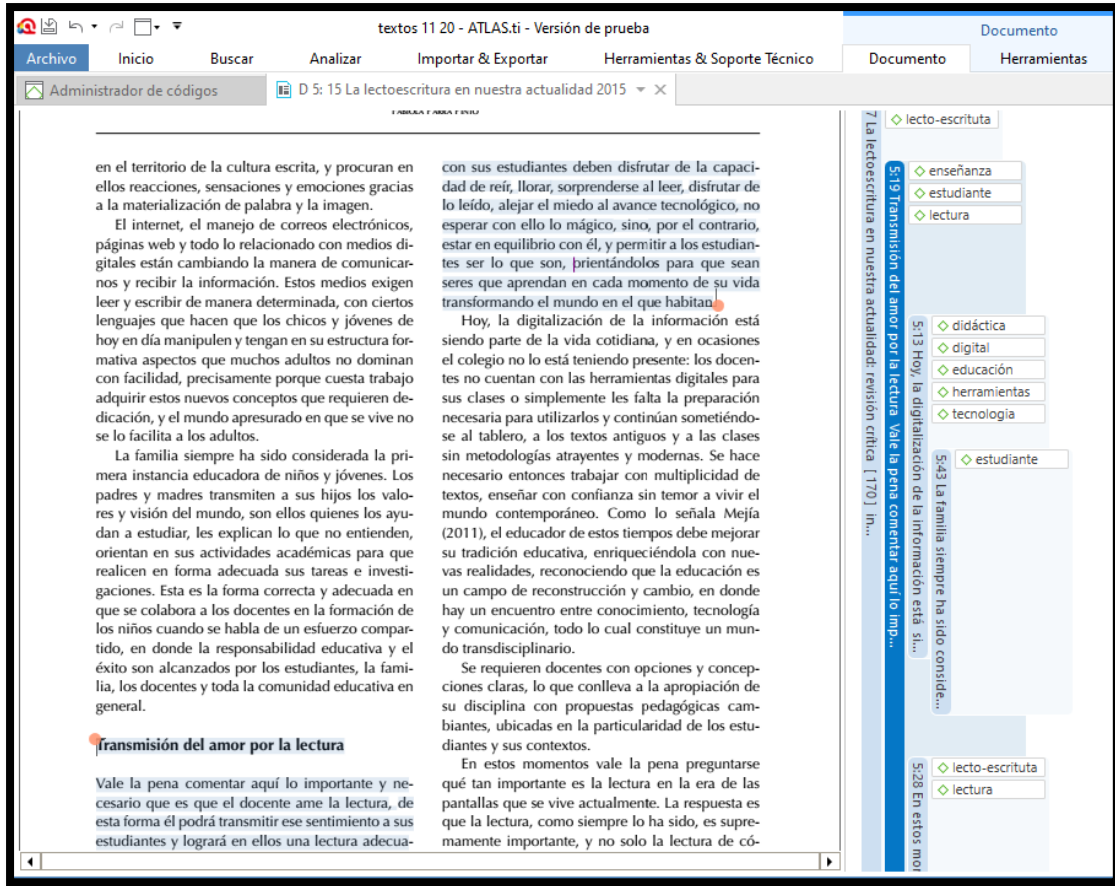 textos 11 20 - ATLAS.ti - Versión de prueba
Documento
Archivo
Inicio
Buscar
Analizar
Importar & Exportar
Herramientas & Soporte Técnico
Documento
Herramientas
Administrador de códigos
D 5: 15 La lectoescritura en nuestra actualidad 2015
en el territorio de la cultura escrita, y procuran en
ellos reacciones, sensaciones y emociones gracias
a la materialización de palabra y la imagen.
El internet, el manejo de correos electrónicos,
páginas web y todo lo relacionado con medios di-
gitales están cambiando la manera de comunicar-
nos y recibir la información. Estos medios exigen
leer y escribir de manera determinada, con ciertos
lenguajes que hacen que los chicos y jóvenes de
hoy en día manipulen y tengan en su estructura for-
mativa aspectos que muchos adultos no dominan
con facilidad, precisamente porque cuesta trabajo
adquirir estos nuevos conceptos que requieren de-
dicación, y el mundo apresurado en que se vive no
se lo facilita a los adultos.
La familia siempre ha sido considerada la pri-
mera instancia educadora de niños y jóvenes. Los
padres y madres transmiten a sus hijos los valo-
res y visión del mundo, son ellos quienes los ayu-
dan a estudiar, les explican lo que no entienden,
orientan en sus actividades académicas para que
realicen en forma adecuada sus tareas e investi-
gaciones. Esta es la forma correcta y adecuada en
que se colabora a los docentes en la formación de
los niños cuando se habla de un esfuerzo compar-
tido, en donde la responsabilidad educativa y el
éxito son alcanzados por los estudiantes, la fami-
lia, los docentes y toda la comunidad educativa en
general.
Transmisión del amor por la lectura
Vale la pena comentar aquí lo importante y ne-
cesario que es que el docente ame la lectura, de
esta forma él podrá transmitir ese sentimiento a sus
estudiantes y logrará en ellos una lectura adecua-
con sus estudiantes deben disfrutar de la capaci-
dad de reír, llorar, sorprenderse al leer, disfrutar de
lo leído, alejar el miedo al avance tecnológico, no
esperar con ello lo mágico, sino, por el contrario,
estar en equilibrio con él, y permitir a los estudian-
tes ser lo que son, orientándolos para que sean
seres que aprendan en cada momento de su vida
transformando el mundo en el que habitan.
Hoy, la digitalización de la información está
siendo parte de la vida cotidiana, y en ocasiones
el colegio no lo está teniendo presente: los docen-
tes no cuentan con las herramientas digitales para
sus clases o simplemente les falta la preparación
necesaria para utilizarlos y continúan sometiéndo-
se al tablero, a los textos antiguos y a las clases
sin metodologías atrayentes y modernas. Se hace
necesario entonces trabajar con multiplicidad de
textos, enseñar con confianza sin temor a vivir el
mundo contemporáneo. Como lo señala Mejía
(2011), el educador de estos tiempos debe mejorar
su tradición educativa, enriqueciéndola con nue-
vas realidades, reconociendo que la educación es
un campo de reconstrucción y cambio, en donde
hay un encuentro entre conocimiento, tecnología
y comunicación, todo lo cual constituye un mun-
do transdisciplinario.
Se requieren docentes con opciones y concep-
ciones claras, lo que conlleva a la apropiación de
su disciplina con propuestas pedagógicas cam-
biantes, ubicadas en la particularidad de los estu-
diantes y sus contextos.
En estos momentos vale la pena preguntarse
qué tan importante es la lectura en la era de las
pantallas que se vive actualmente. La respuesta es
que la lectura, como siempre lo ha sido, es supre-
mamente importante, y no solo la lectura de có-
7 La lectoescritura en nuestra actualidad: revisión crítica [170] in...
lecto-escrituta
5:19 Transmisión del amor por la lectura Vale la pena comentar aquí lo imp...
enseñanza
estudiante
lectura
5:13 Hoy, la digitalización de la información está si...
didáctica
digital
educación
herramientas
tecnologia
5:43 La familia siempre ha sido conside...
estudiante
5:28 En estos mor
lecto-escrituta
lectura